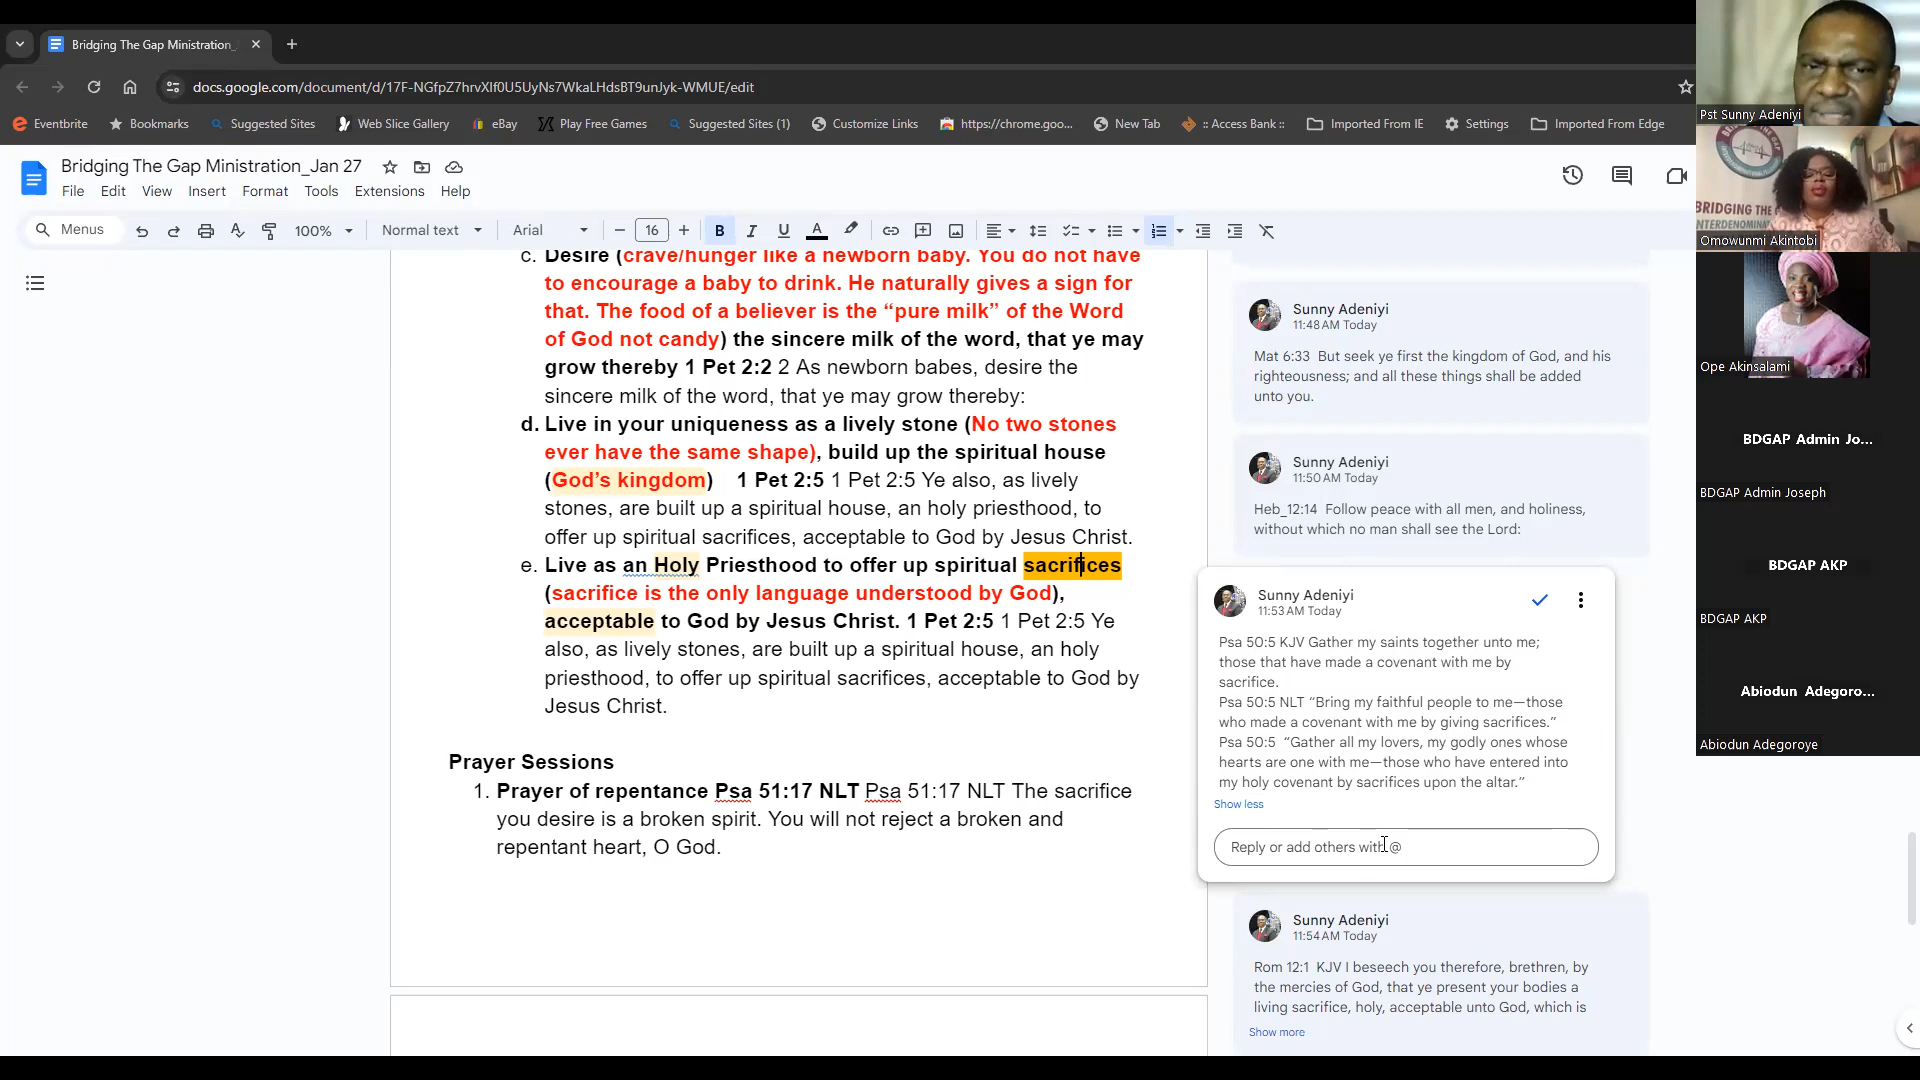 Bridging The Gap Ministration_
docs.google.com/document/d/17F-NGfpZ7hrvXIf0U5UyNs7WkaLHdsBT9unJyk-WMUE/edit
Eventbrite
Bookmarks
Suggested Sites
Web Slice Gallery
eBay
Play Free Games
Suggested Sites (1)
Customize Links
https://chrome.goo...
New Tab
:: Access Bank ::
Imported From IE
Settings
Imported From Edge
Bridging The Gap Ministration_Jan 27
File Edit View Insert Format Tools Extensions Help
Menus
100%
Normal text
Arial
16
c. Desire (crave/hunger like a newborn baby. You do not have
to encourage a baby to drink. He naturally gives a sign for
that. The food of a believer is the “pure milk” of the Word
of God not candy) the sincere milk of the word, that ye may
grow thereby 1 Pet 2:2 2 As newborn babes, desire the
sincere milk of the word, that ye may grow thereby:
d. Live in your uniqueness as a lively stone (No two stones
ever have the same shape), build up the spiritual house
(God’s kingdom) 1 Pet 2:5 1 Pet 2:5 Ye also, as lively
stones, are built up a spiritual house, an holy priesthood, to
offer up spiritual sacrifices, acceptable to God by Jesus Christ.
e. Live as an Holy Priesthood to offer up spiritual sacrifices
(sacrifice is the only language understood by God),
acceptable to God by Jesus Christ. 1 Pet 2:5 1 Pet 2:5 Ye
also, as lively stones, are built up a spiritual house, an holy
priesthood, to offer up spiritual sacrifices, acceptable to God by
Jesus Christ.
Prayer Sessions
1. Prayer of repentance Psa 51:17 NLT Psa 51:17 NLT The sacrifice
you desire is a broken spirit. You will not reject a broken and
repentant heart, O God.
Sunny Adeniyi
11:48 AM Today
Mat 6:33 But seek ye first the kingdom of God, and his
righteousness; and all these things shall be added
unto you.
Sunny Adeniyi
11:50 AM Today
Heb_12:14 Follow peace with all men, and holiness,
without which no man shall see the Lord:
Sunny Adeniyi
11:53 AM Today
Psa 50:5 KJV Gather my saints together unto me;
those that have made a covenant with me by
sacrifice.
Psa 50:5 NLT “Bring my faithful people to me—those
who made a covenant with me by giving sacrifices.”
Psa 50:5 “Gather all my lovers, my godly ones whose
hearts are one with me—those who have entered into
my holy covenant by sacrifices upon the altar.”
Show less
Reply or add others with @
Sunny Adeniyi
11:54 AM Today
Rom 12:1 KJV I beseech you therefore, brethren, by
the mercies of God, that ye present your bodies a
living sacrifice, holy, acceptable unto God, which is
Show more
Pst Sunny Adeniyi
BRIDGING THE
Omowunmi Akintobi
Ope Akinsalami
BDGAP Admin Jo...
BDGAP Admin Joseph
BDGAP AKP
BDGAP AKP
Abiodun Adegoro...
Abiodun Adegoroye